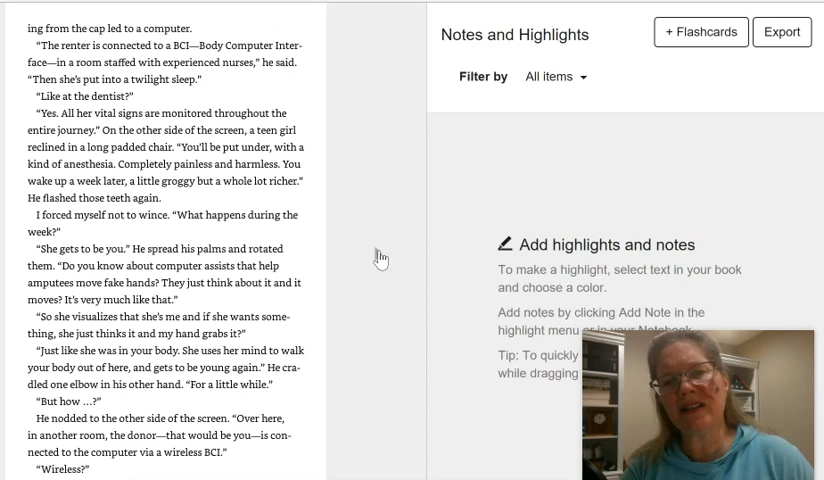 ing from the cap led to a computer.
“The renter is connected to a BCI—Body Computer Inter-
face—in a room staffed with experienced nurses,” he said.
“Then she’s put into a twilight sleep.”
“Like at the dentist?”
“Yes. All her vital signs are monitored throughout the
entire journey.” On the other side of the screen, a teen girl
reclined in a long padded chair. “You’ll be put under, with a
kind of anesthesia. Completely painless and harmless. You
wake up a week later, a little groggy but a whole lot richer.”
He flashed those teeth again.
I forced myself not to wince. “What happens during the
week?”
“She gets to be you.” He spread his palms and rotated
them. “Do you know about computer assists that help
amputees move fake hands? They just think about it and it
moves? It’s very much like that.”
“So she visualizes that she’s me and if she wants some-
thing, she just thinks it and my hand grabs it?”
“Just like she was in your body. She uses her mind to walk
your body out of here, and gets to be young again.” He cra-
dled one elbow in his other hand. “For a little while.”
“But how …?”
He nodded to the other side of the screen. “Over here,
in another room, the donor—that would be you—is con-
nected to the computer via a wireless BCI.”
“Wireless?”
Notes and Highlights
+ Flashcards
Export
Filter by All items
Add highlights and notes
To make a highlight, select text in your book
and choose a color.
Add notes by clicking Add Note in the
highlight menu or in your Notebook.
Tip: To quickly
while dragging